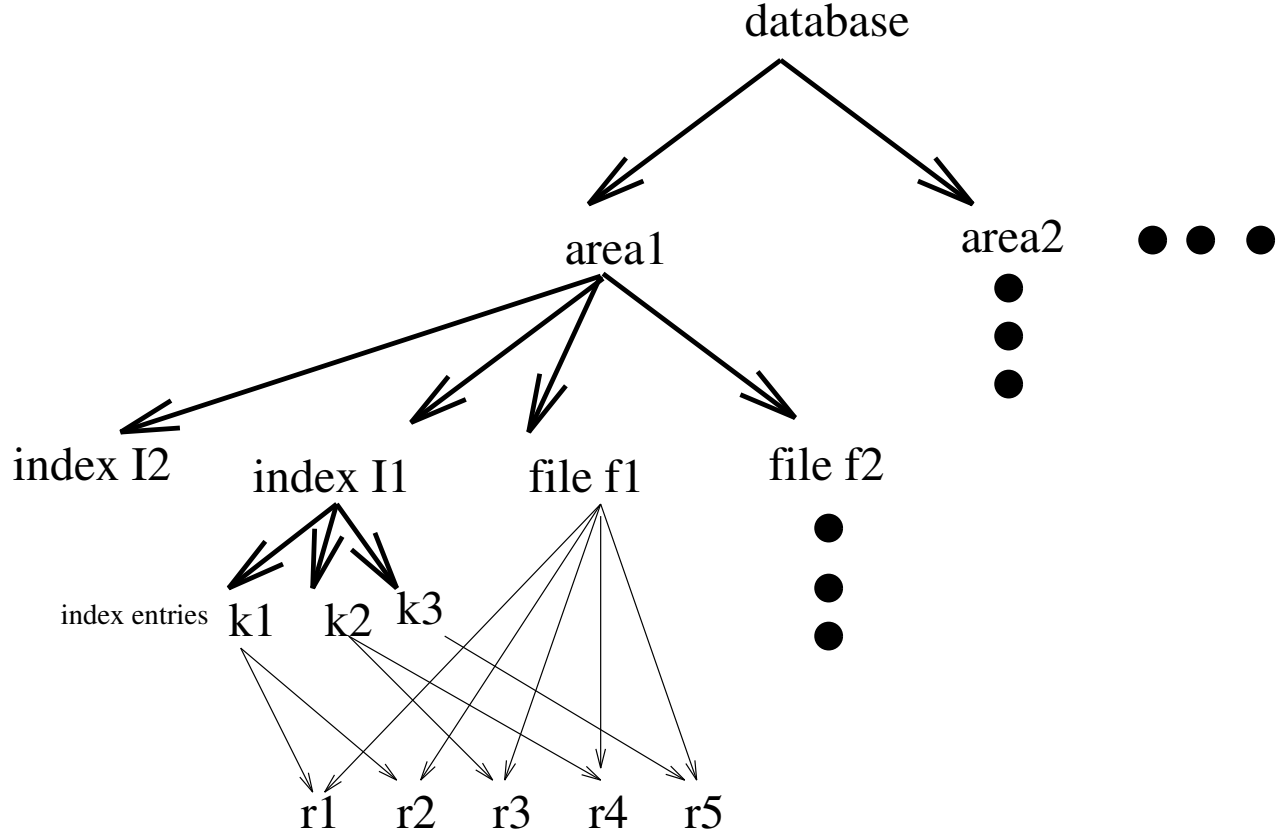 database
area1
area2
index I2
index I1
file f1
file f2
index entries
k1
k2
k3
r1
r2
r3
r4
r5